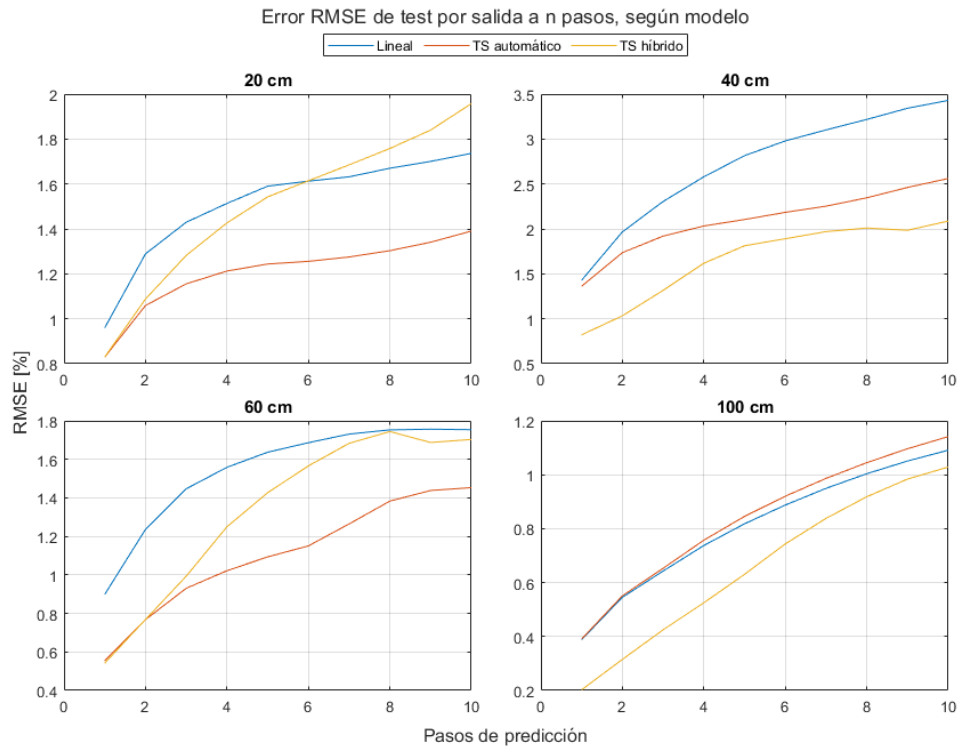 Error RMSE de test por salida a n pasos, según modelo
Lineal TS automático TS híbrido
20 cm
2
1.8
1.6
1.4
1.2
1
0.8
0 2 4 6 8 10
40 cm
3.5
3
2.5
2
1.5
1
0.5
0 2 4 6 8 10
RMSE [%]
60 cm
1.8
1.6
1.4
1.2
1
0.8
0.6
0.4
0 2 4 6 8 10
100 cm
1.2
1
0.8
0.6
0.4
0.2
0 2 4 6 8 10
Pasos de predicción